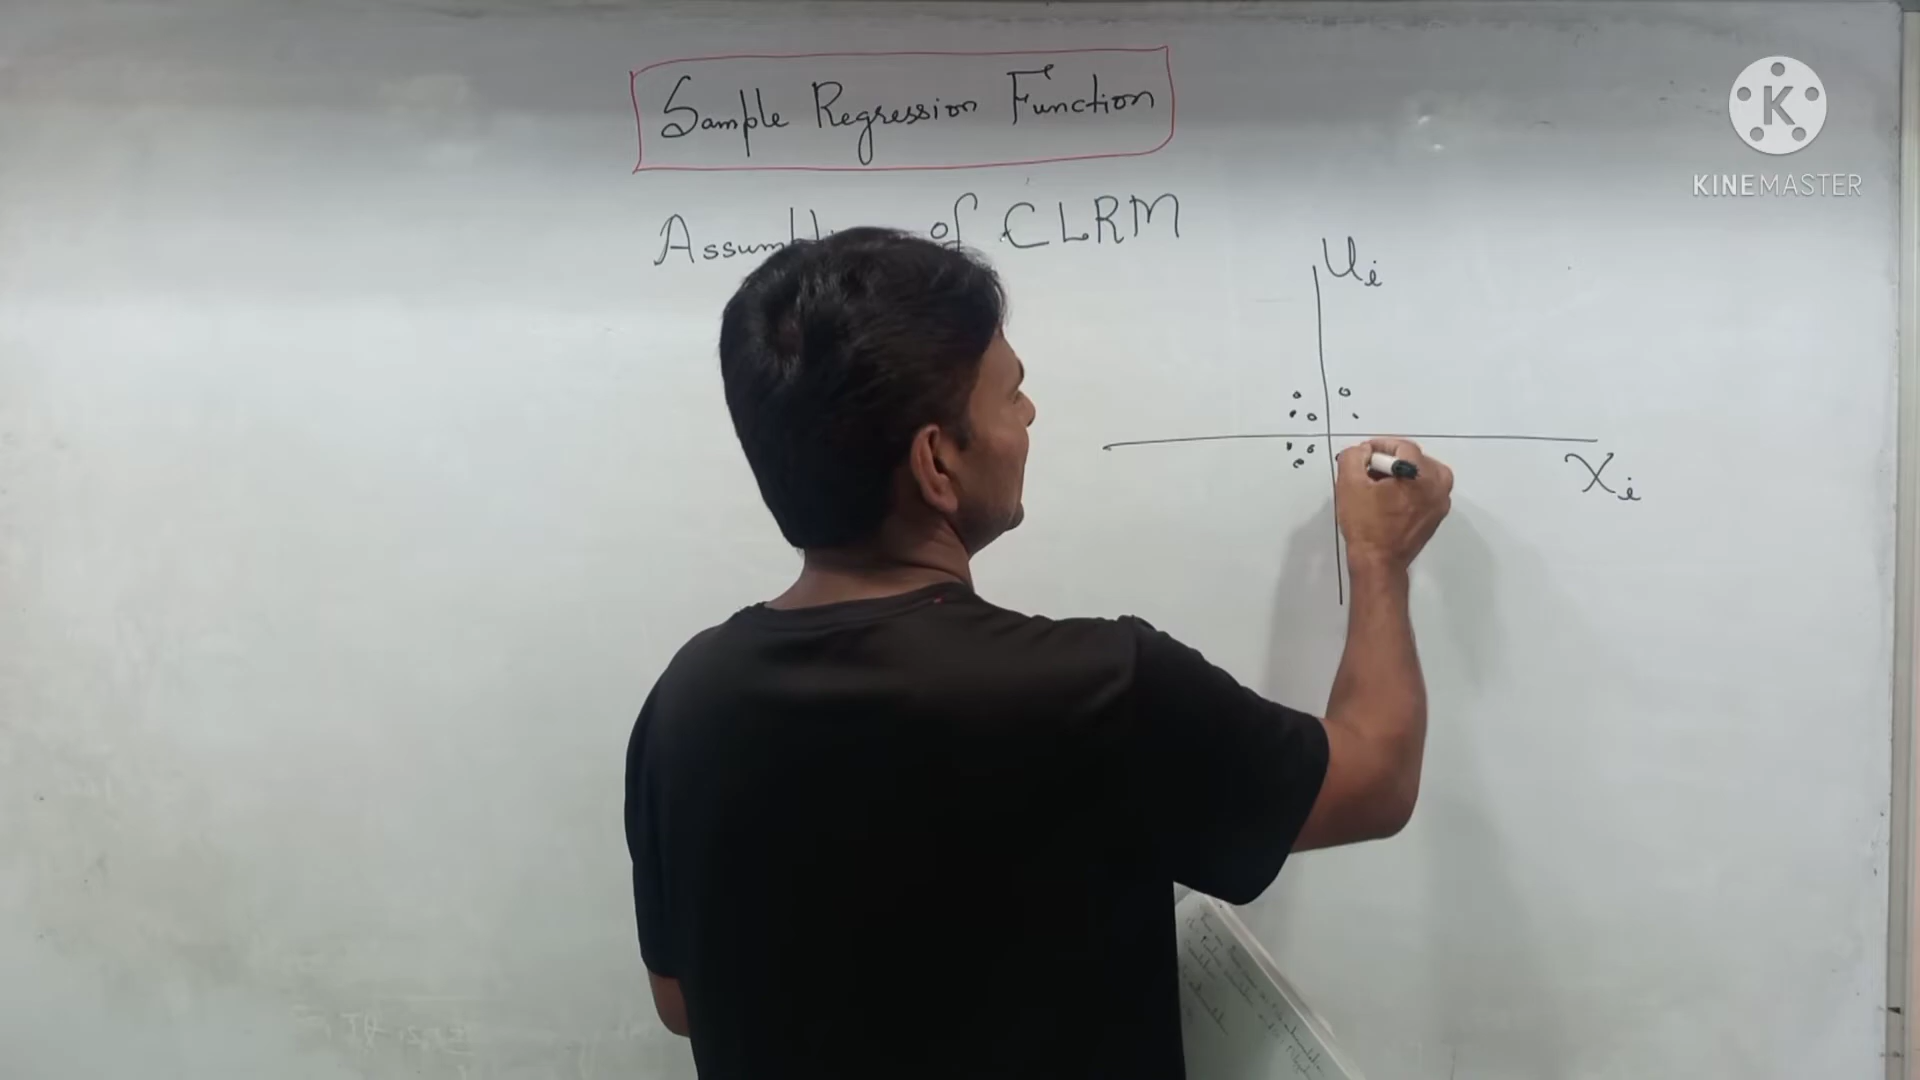 Sample Regression Function
of CLRM
Ui
Xi
K
KINEMASTER